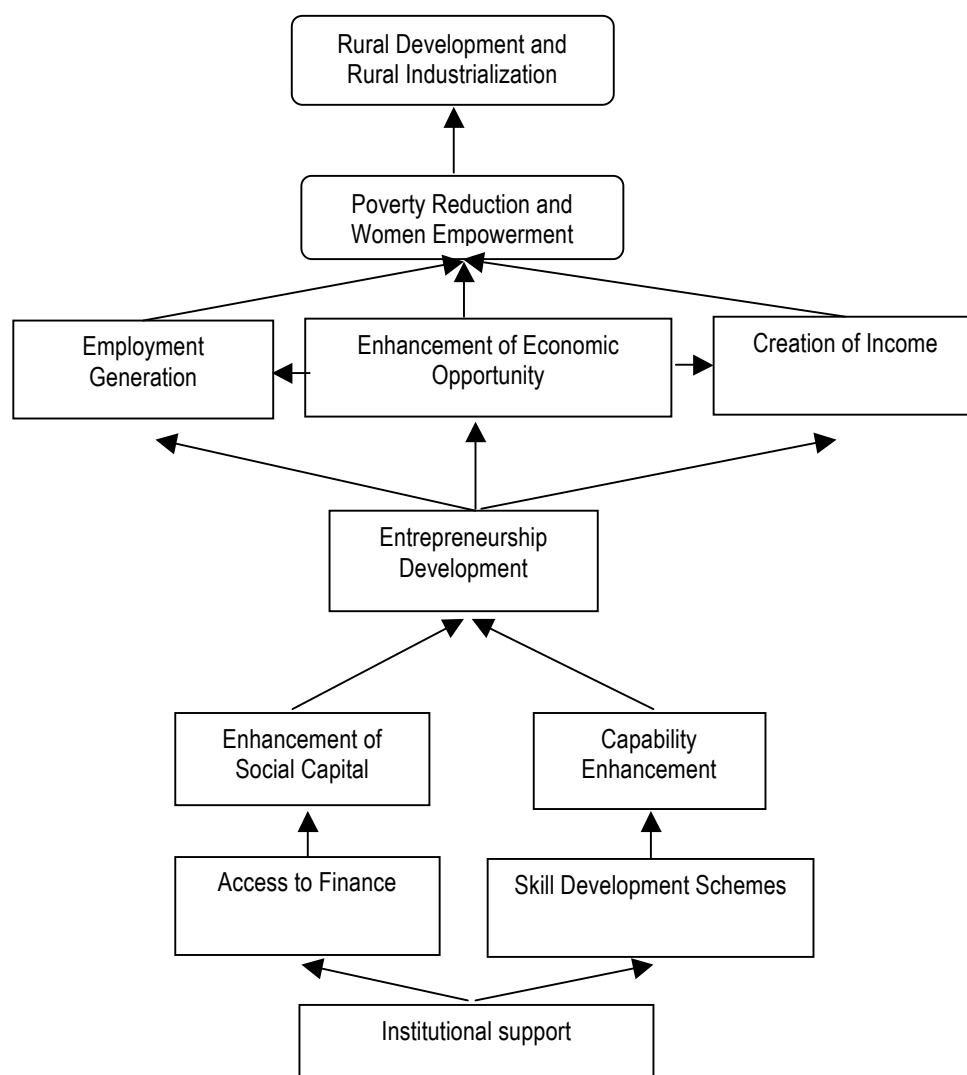 Rural Development and
Rural Industrialization
Poverty Reduction and
Women Empowerment
Employment
Generation
Enhancement of Economic
Opportunity
Creation of Income
Entrepreneurship
Development
Enhancement of
Social Capital
Capability
Enhancement
Access to Finance
Skill Development Schemes
Institutional support